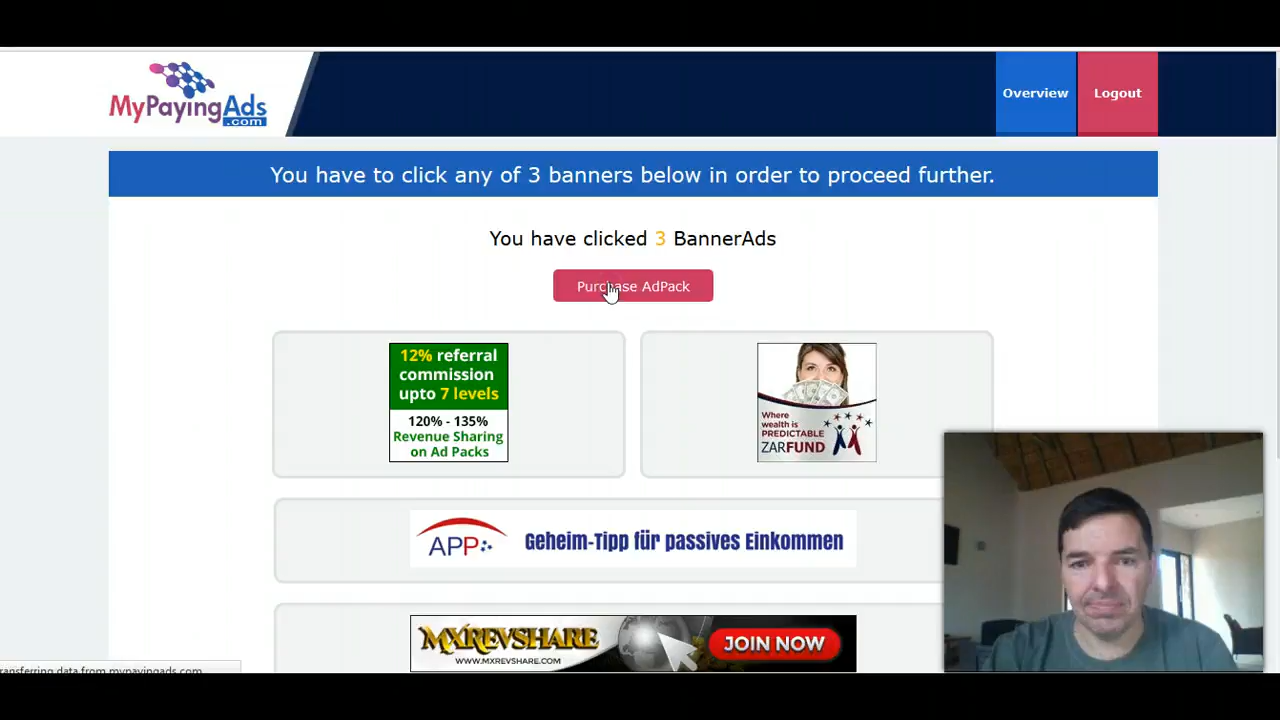 MyPayingAds
.com
Overview
Logout
You have to click any of 3 banners below in order to proceed further.
You have clicked 3 BannerAds
Purchase AdPack
12% referral
commission
upto 7 levels
120% - 135%
Revenue Sharing
on Ad Packs
Where
wealth is
PREDICTABLE
ZARFUND
APP
Geheim-Tipp für passives Einkommen
MXREVSHARE
WWW.MXREVSHARE.COM
JOIN NOW
transferring data from mypayingads.com